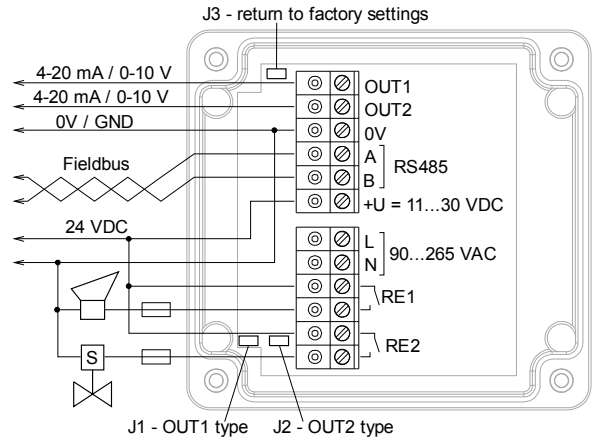 J3 - return to factory settings
4-20 mA / 0-10 V
OUT1
4-20 mA / 0-10 V
OUT2
0V / GND
0V
Fieldbus
A
B
RS485
+U = 11...30 VDC
24 VDC
L
N
90...265 VAC
RE1
RE2
S
J1 - OUT1 type
J2 - OUT2 type